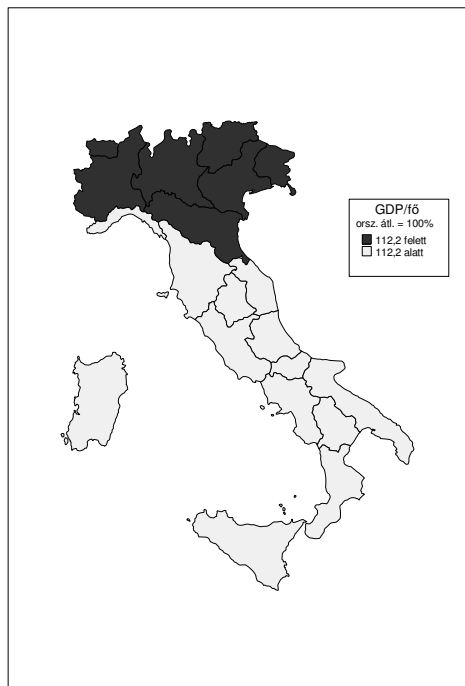 GDP/fő
orsz. átl. = 100%
112,2 felett
112,2 alatt